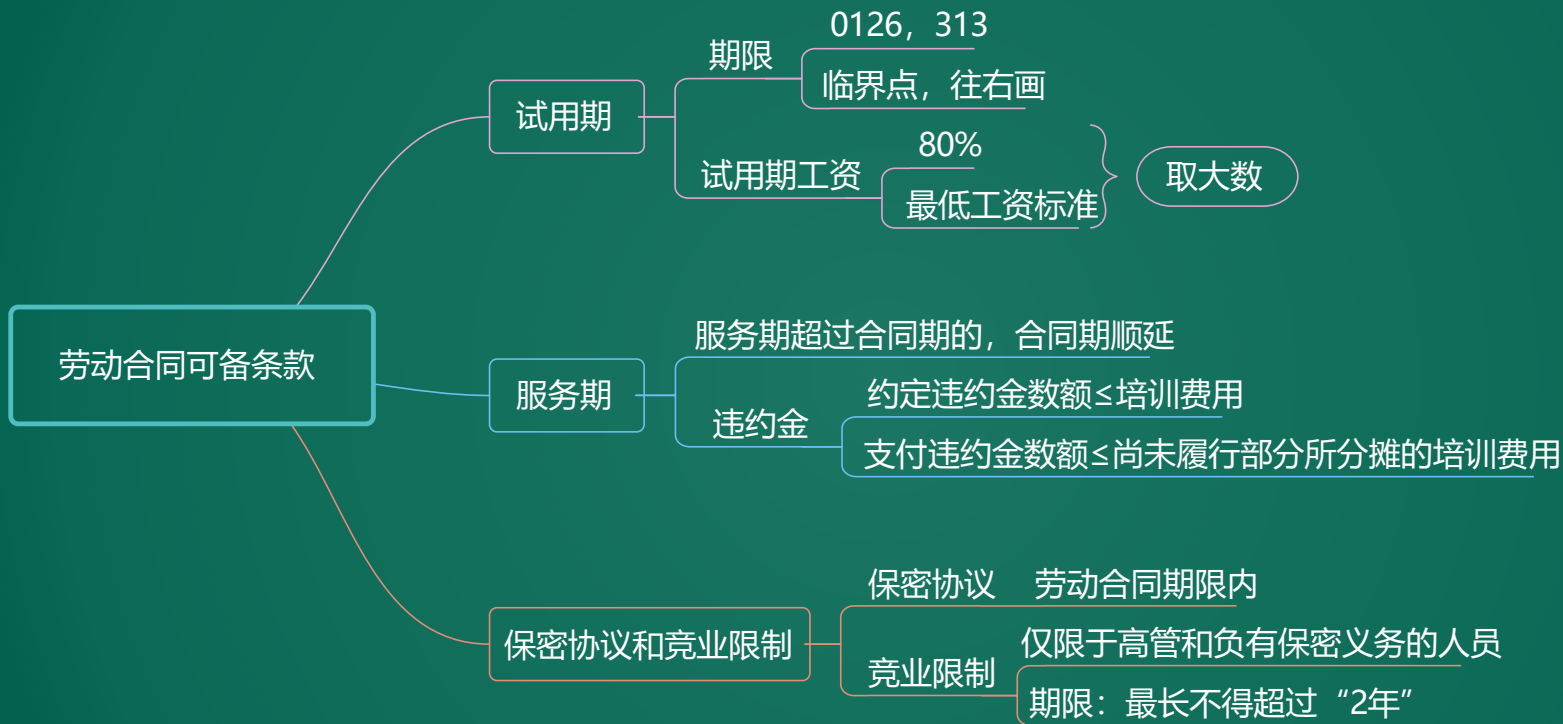 劳动合同可备条款
试用期
期限
0126，313
临界点，往右画
试用期工资
80%
最低工资标准
取大数
服务期
服务期超过合同期的，合同期顺延
违约金
约定违约金数额≤培训费用
支付违约金数额≤尚未履行部分所分摊的培训费用
保密协议和竞业限制
保密协议
劳动合同期限内
竞业限制
仅限于高管和负有保密义务的人员
期限：最长不得超过“2年”